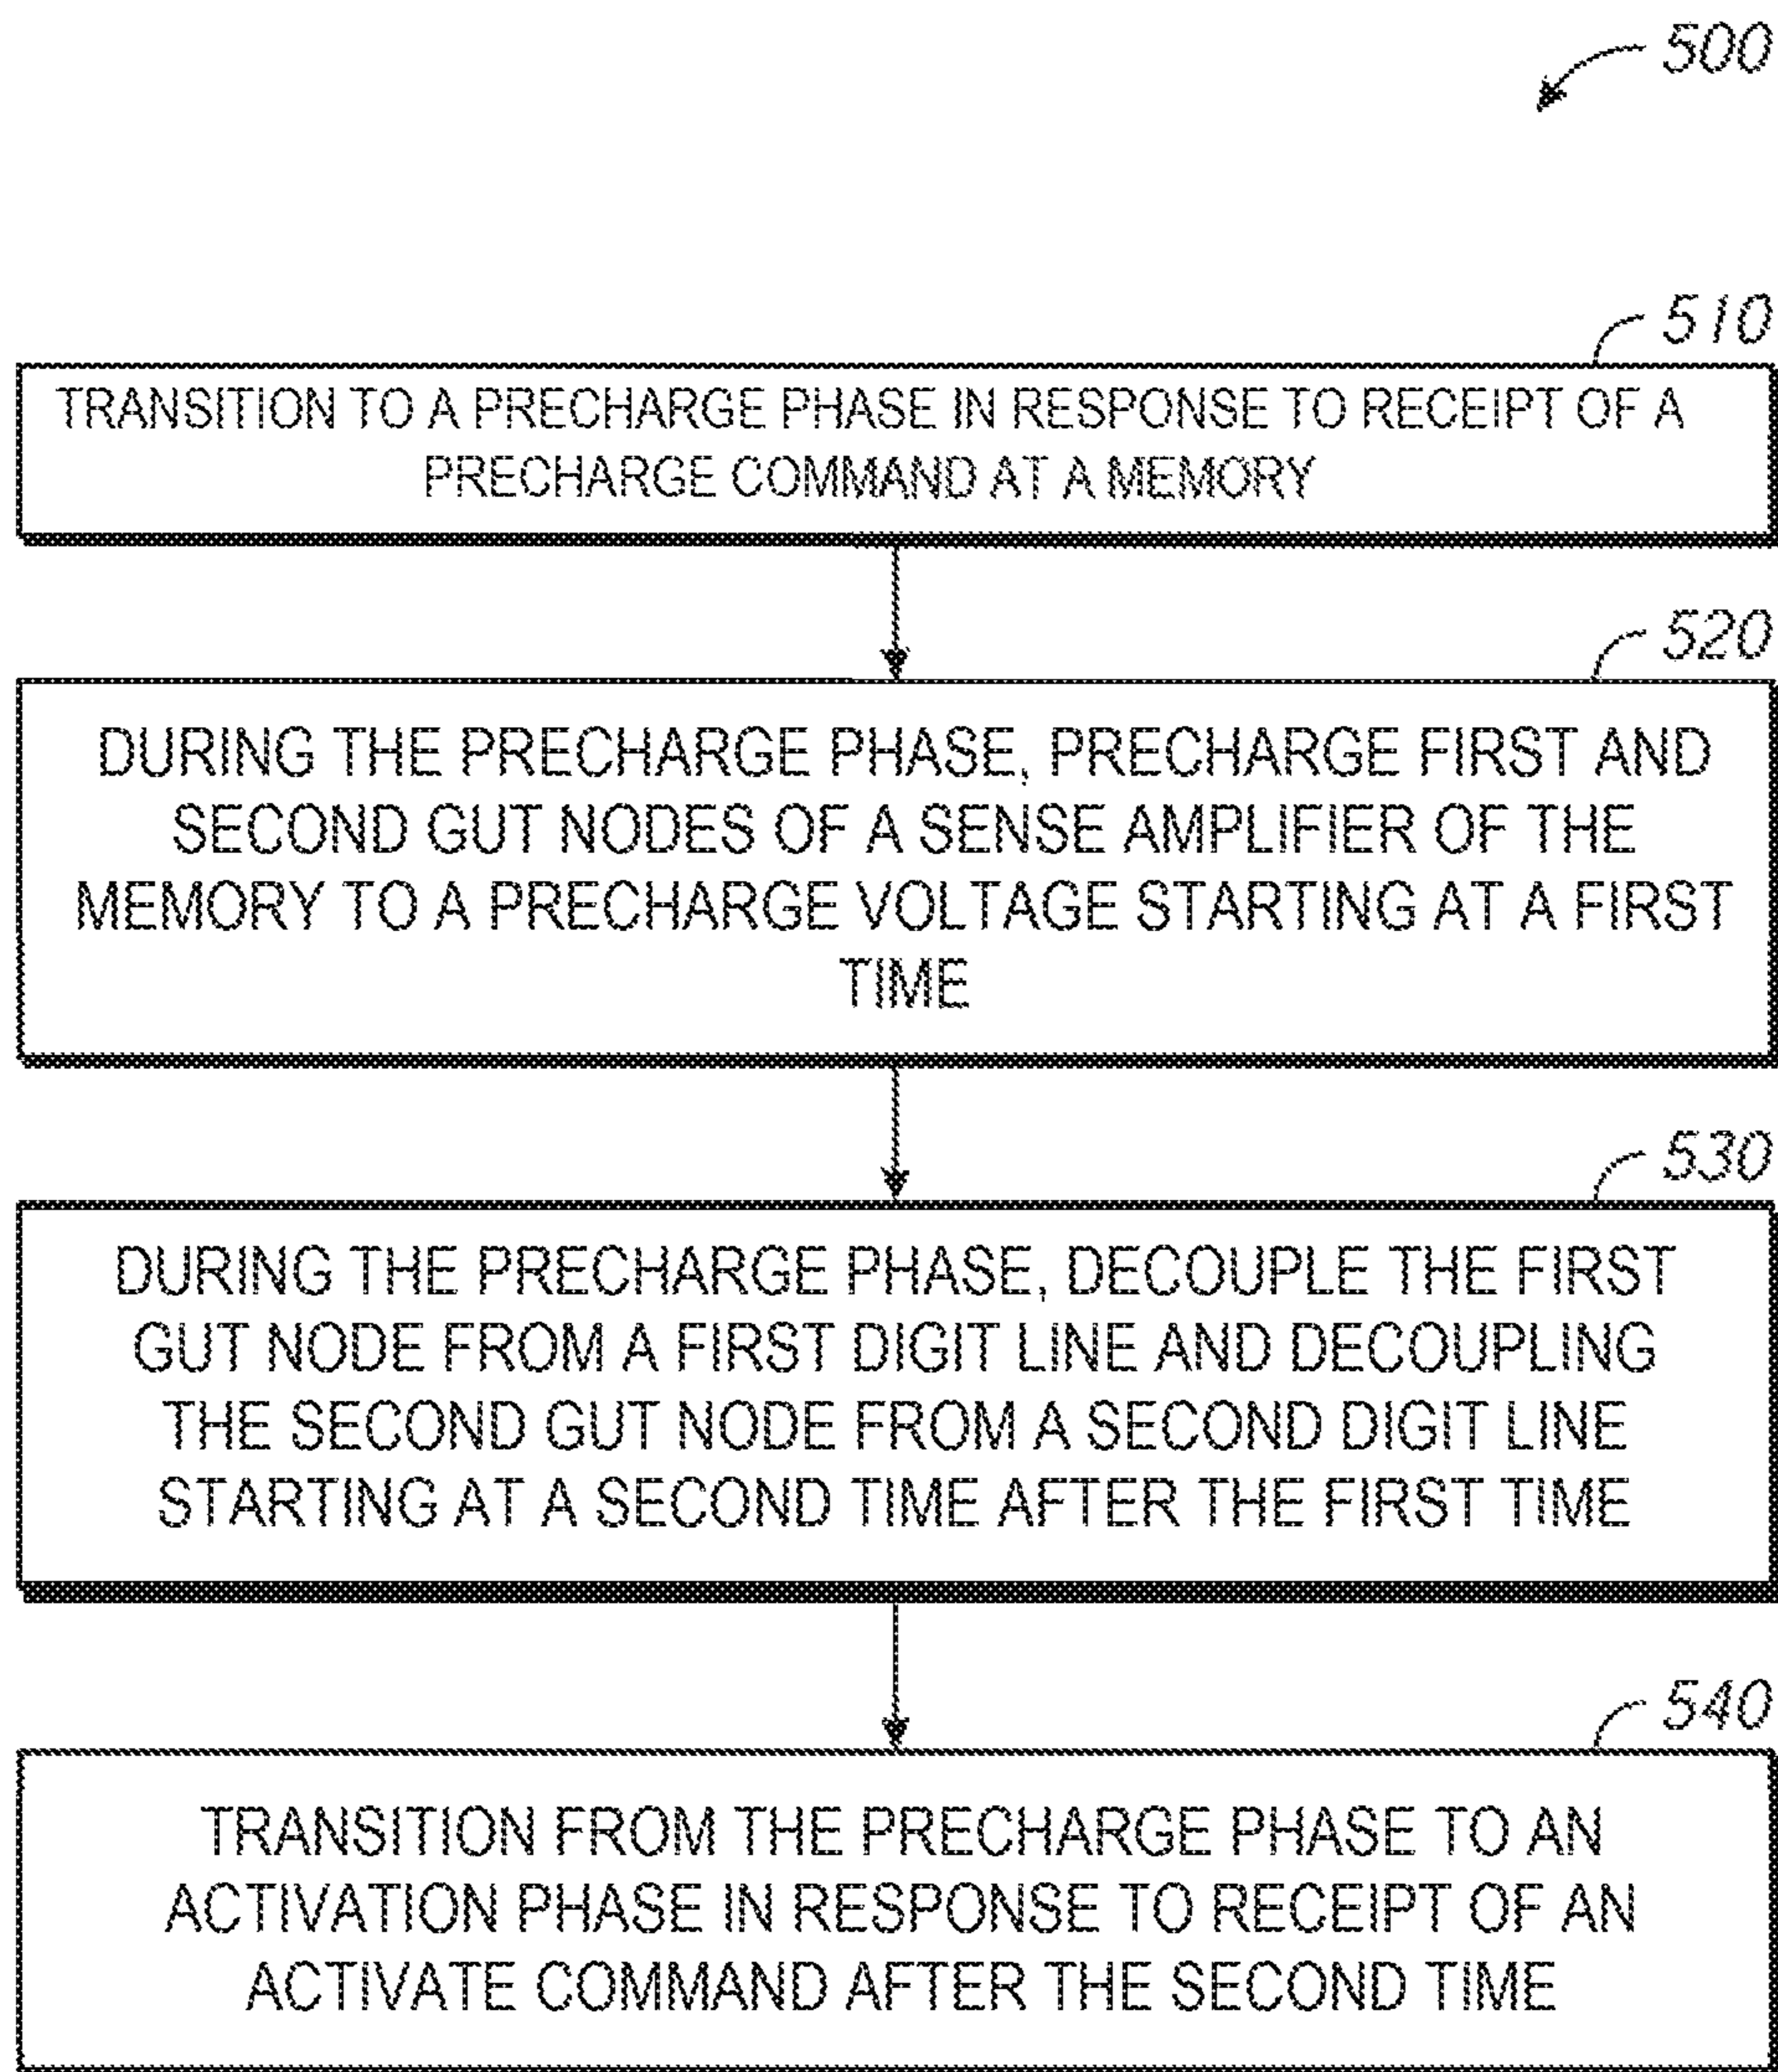 500
510
TRANSITION TO A PRECHARGE PHASE IN RESPONSE TO RECEIPT OF A
PRECHARGE COMMAND AT A MEMORY
520
DURING THE PRECHARGE PHASE, PRECHARGE FIRST AND
SECOND GUT NODES OF A SENSE AMPLIFIER OF THE
MEMORY TO A PRECHARGE VOLTAGE STARTING AT A FIRST
TIME
530
DURING THE PRECHARGE PHASE, DECOUPLE THE FIRST
GUT NODE FROM A FIRST DIGIT LINE AND DECOUPLING
THE SECOND GUT NODE FROM A SECOND DIGIT LINE
STARTING AT A SECOND TIME AFTER THE FIRST TIME
540
TRANSITION FROM THE PRECHARGE PHASE TO AN
ACTIVATION PHASE IN RESPONSE TO RECEIPT OF AN
ACTIVATE COMMAND AFTER THE SECOND TIME